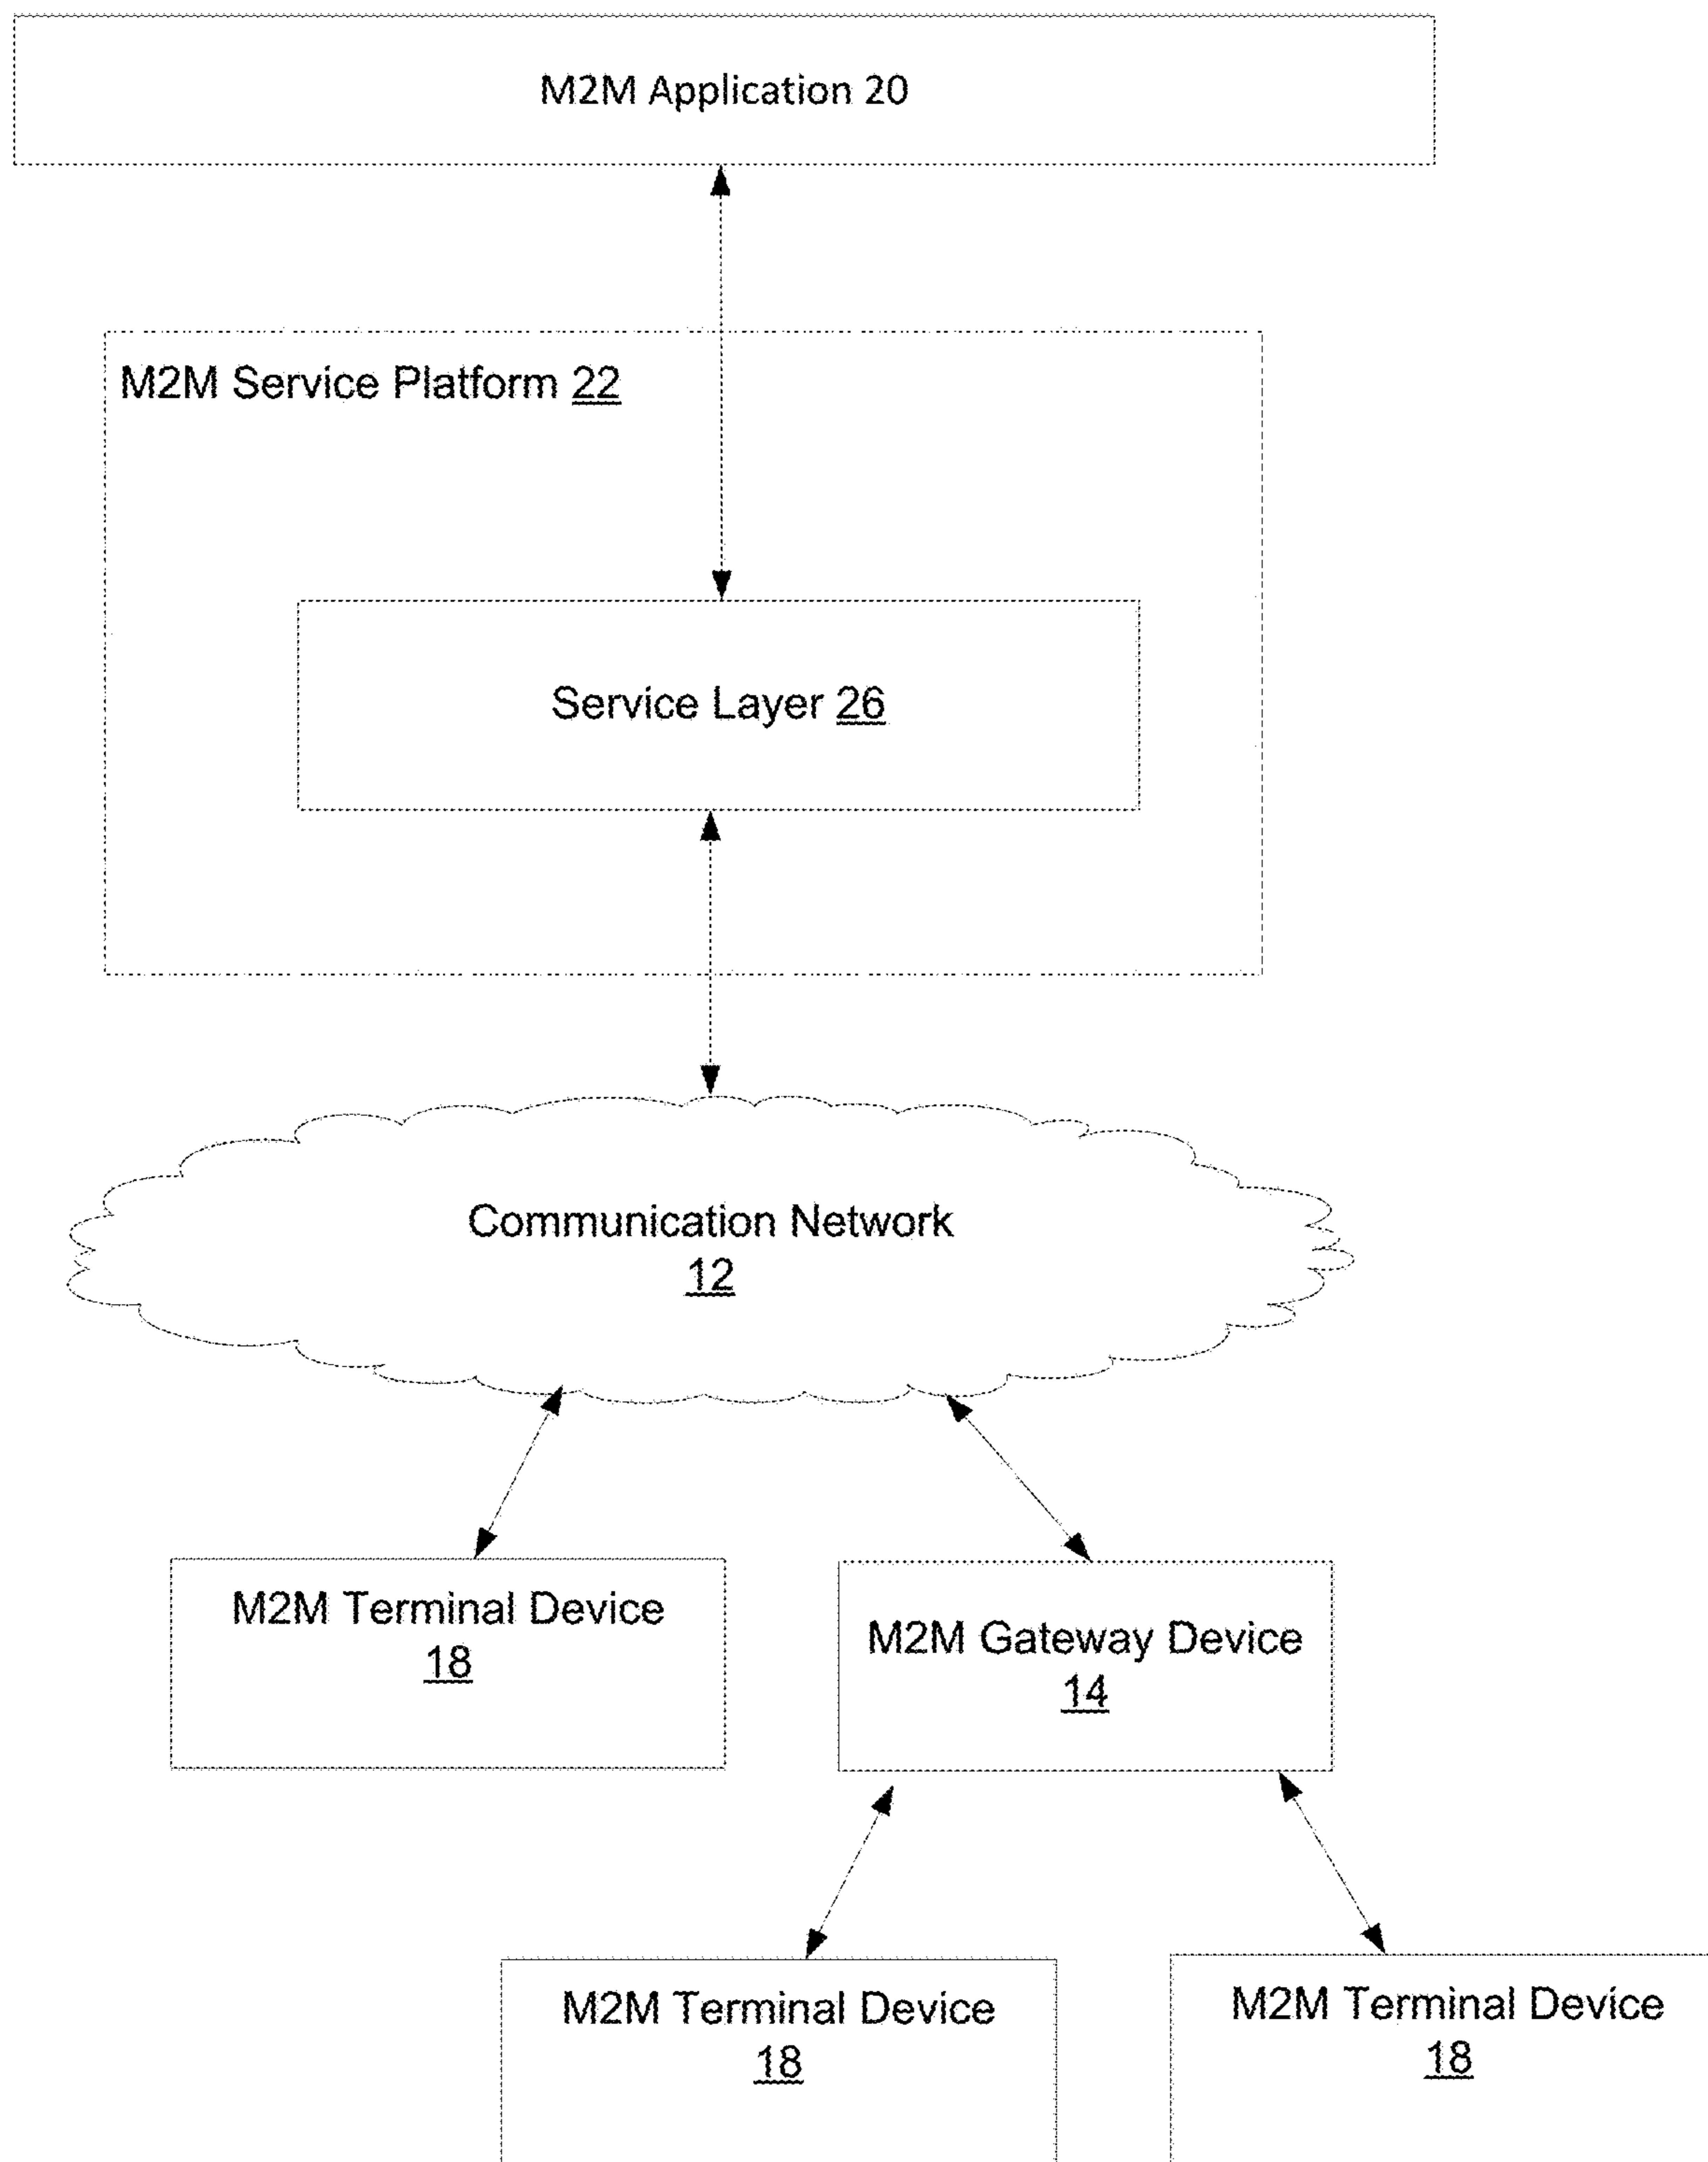 M2M Application 20
M2M Service Platform 22
Service Layer 26
Communication Network
12
M2M Terminal Device
18
M2M Gateway Device
14
M2M Terminal Device
18
M2M Terminal Device
18